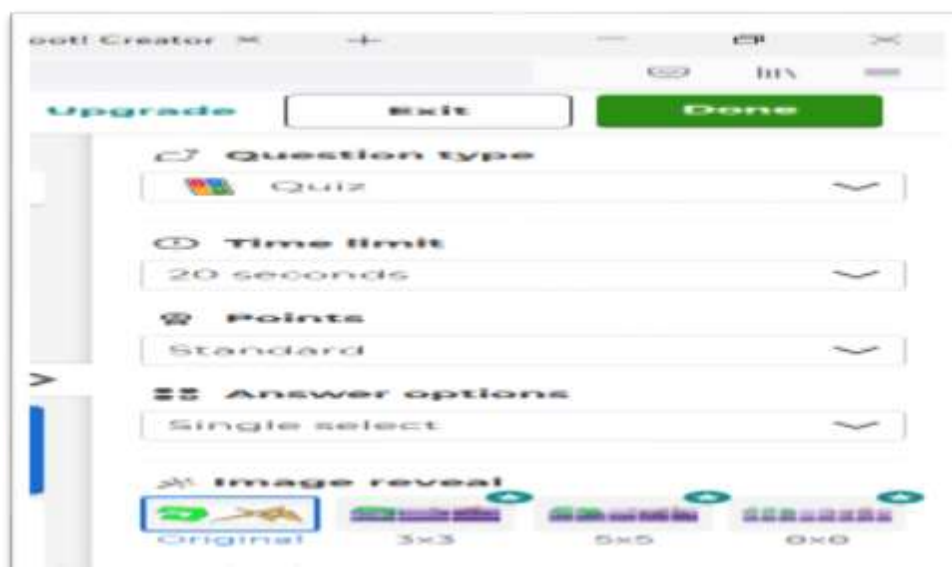 oot! Creator
Upgrade Exit Done
Question type
Quiz
Time limit
20 seconds
Points
Standard
Answer options
Single select
Image reveal
Original 3x3 5x5 8x8